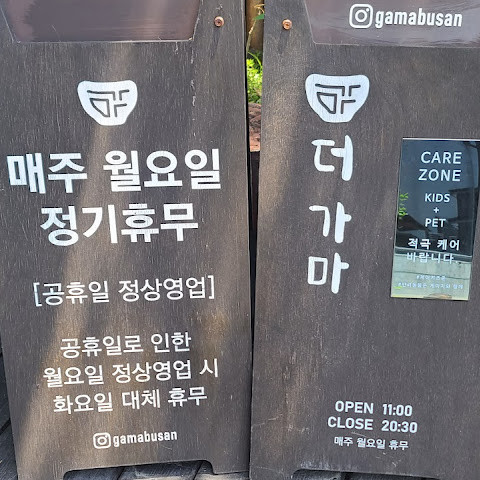 매주 월요일
정기휴무
[공휴일 정상영업]
공휴일로 인한
월요일 정상영업 시
화요일 대체 휴무
gamabusan
gamabusan
더
가
마
CARE
ZONE
KIDS
+
PET
적극 케어
바랍니다.
OPEN 11:00
CLOSE 20:30
매주 월요일 휴무